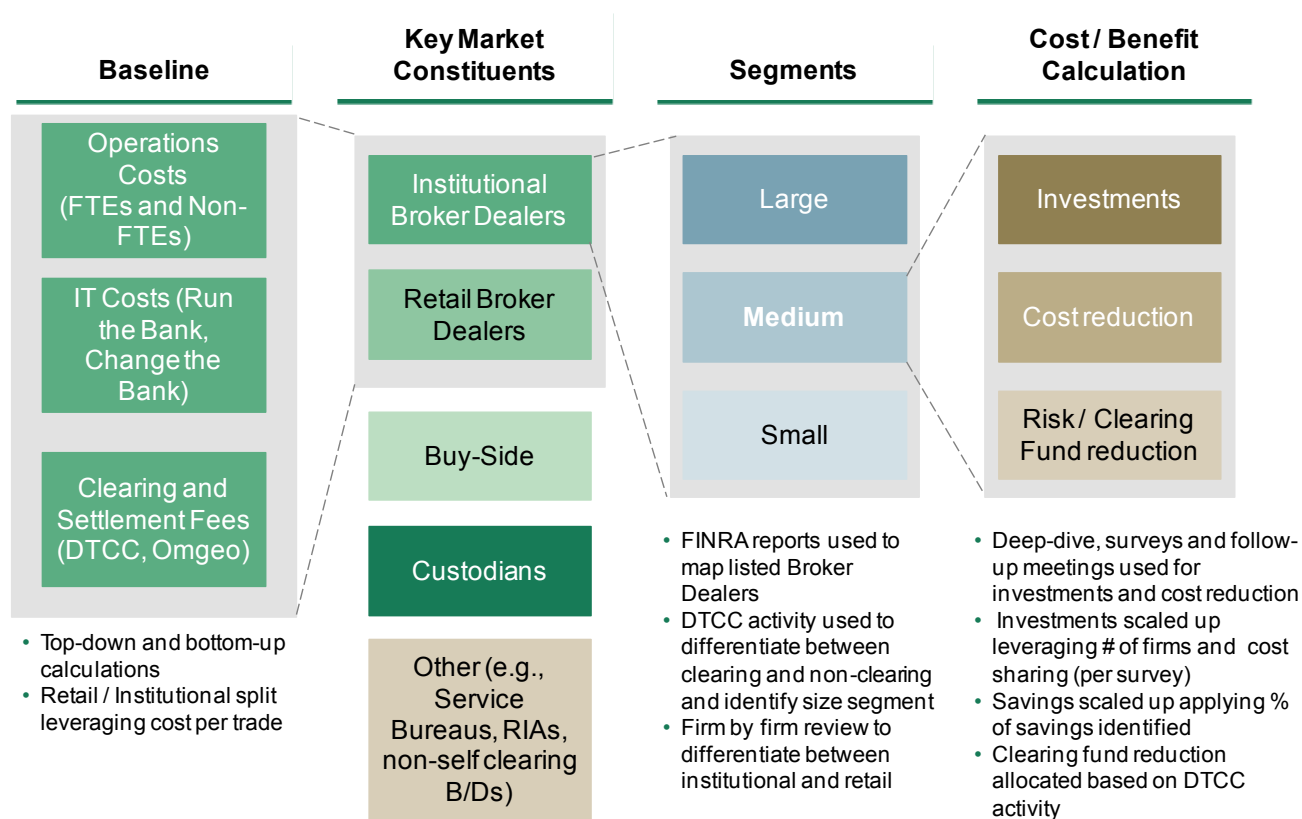 Baseline
Key Market
Constituents
Segments
Cost / Benefit
Calculation
Operations
Costs
(FTEs and Non-
FTEs)
IT Costs (Run
the Bank,
Change the
Bank)
Clearing and
Settlement Fees
(DTCC, Omgeo)
• Top-down and bottom-up
calculations
• Retail / Institutional split
leveraging cost per trade
Institutional
Broker Dealers
Retail Broker
Dealers
Buy-Side
Custodians
Other (e.g.,
Service
Bureaus, RIAs,
non-self clearing
B/Ds)
Large
Medium
Small
• FINRA reports used to
map listed Broker
Dealers
• DTCC activity used to
differentiate between
clearing and non-clearing
and identify size segment
• Firm by firm review to
differentiate between
institutional and retail
Investments
Cost reduction
Risk / Clearing
Fund reduction
• Deep-dive, surveys and follow-
up meetings used for
investments and cost reduction
• Investments scaled up
leveraging # of firms and cost
sharing (per survey)
• Savings scaled up applying %
of savings identified
• Clearing fund reduction
allocated based on DTCC
activity